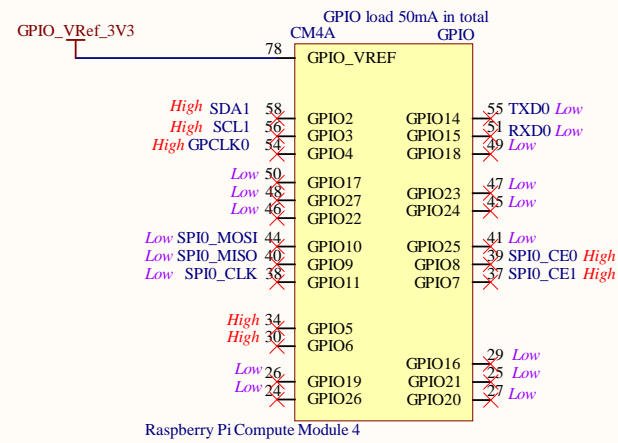 GPIO load 50mA in total
GPIO_VRef_3V3
CM4A GPIO
78 GPIO_VREF
High SDA1 58 GPIO2 GPIO14 55 TXD0 Low
High SCL1 56 GPIO3 GPIO15 51 RXD0 Low
High GPCLK0 54 GPIO4 GPIO18 49 Low
Low 50 GPIO17
Low 48 GPIO27 GPIO23 47 Low
Low 46 GPIO22 GPIO24 45 Low
Low SPI0_MOSI 44 GPIO10 GPIO25 41 Low
Low SPI0_MISO 40 GPIO9 GPIO8 39 SPI0_CE0 High
Low SPI0_CLK 38 GPIO11 GPIO7 37 SPI0_CE1 High
High 34 GPIO5
High 30 GPIO6
GPIO16 29 Low
Low 26 GPIO19 GPIO21 25 Low
Low 24 GPIO26 GPIO20 27 Low
Raspberry Pi Compute Module 4